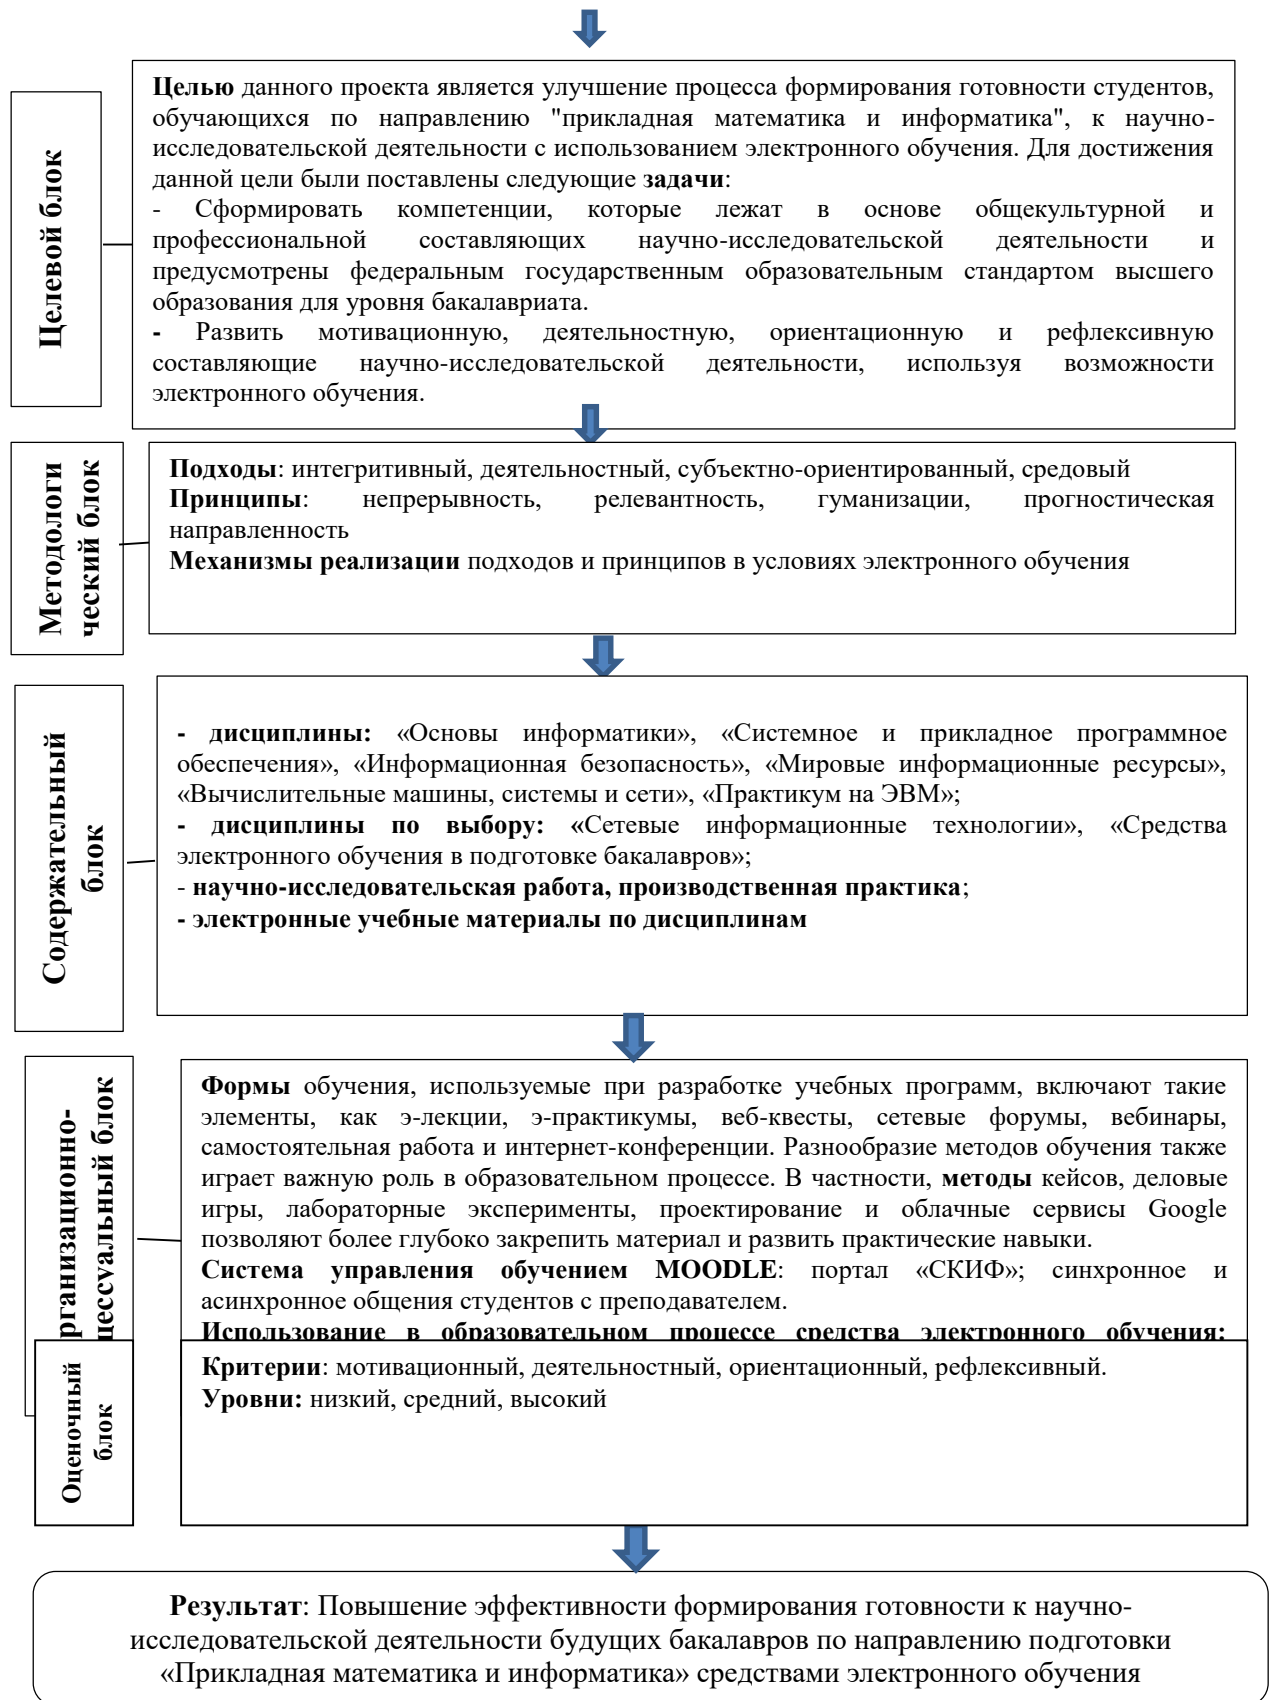 Целевой блок
Целью данного проекта является улучшение процесса формирования готовности студентов,
обучающихся по направлению "прикладная математика и информатика", к научно-
исследовательской деятельности с использованием электронного обучения. Для достижения
данной цели были поставлены следующие задачи:
- Сформировать компетенции, которые лежат в основе общекультурной и
профессиональной составляющих научно-исследовательской деятельности и
предусмотрены федеральным государственным образовательным стандартом высшего
образования для уровня бакалавриата.
- Развить мотивационную, деятельностную, ориентационную и рефлексивную
составляющие научно-исследовательской деятельности, используя возможности
электронного обучения.
Методологи
ческий блок
Подходы: интегритивный, деятельностный, субъектно-ориентированный, средовый
Принципы: непрерывность, релевантность, гуманизации, прогностическая
направленность
Механизмы реализации подходов и принципов в условиях электронного обучения
Содержательный
блок
- дисциплины: «Основы информатики», «Системное и прикладное программное
обеспечения», «Информационная безопасность», «Мировые информационные ресурсы»,
«Вычислительные машины, системы и сети», «Практикум на ЭВМ»;
- дисциплины по выбору: «Сетевые информационные технологии», «Средства
электронного обучения в подготовке бакалавров»;
- научно-исследовательская работа, производственная практика;
- электронные учебные материалы по дисциплинам
рганизационно-
цессуальный блок
Формы обучения, используемые при разработке учебных программ, включают такие
элементы, как э-лекции, э-практикумы, веб-квесты, сетевые форумы, вебинары,
самостоятельная работа и интернет-конференции. Разнообразие методов обучения также
играет важную роль в образовательном процессе. В частности, методы кейсов, деловые
игры, лабораторные эксперименты, проектирование и облачные сервисы Google
позволяют более глубоко закрепить материал и развить практические навыки.
Система управления обучением MOODLE: портал «СКИФ»; синхронное и
асинхронное общения студентов с преподавателем.
Использование в образовательном процессе средства электронного обучения:
Оценочный
блок
Критерии: мотивационный, деятельностный, ориентационный, рефлексивный.
Уровни: низкий, средний, высокий
Результат: Повышение эффективности формирования готовности к научно-
исследовательской деятельности будущих бакалавров по направлению подготовки
«Прикладная математика и информатика» средствами электронного обучения